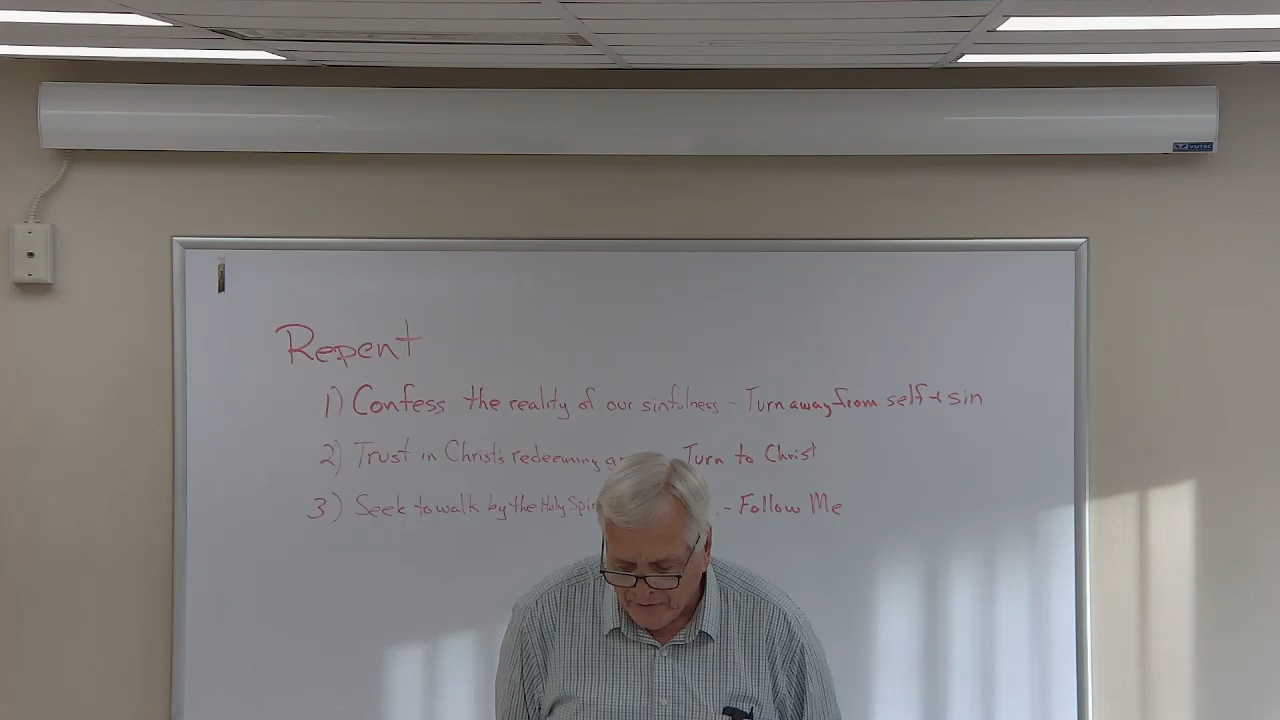 VUTEC
Repent
1) Confess the reality of our sinfulness - Turn away from self & sin
2) Trust in Christ's redeeming Turn to Christ
3) Seek to walk by the Holy - Follow Me